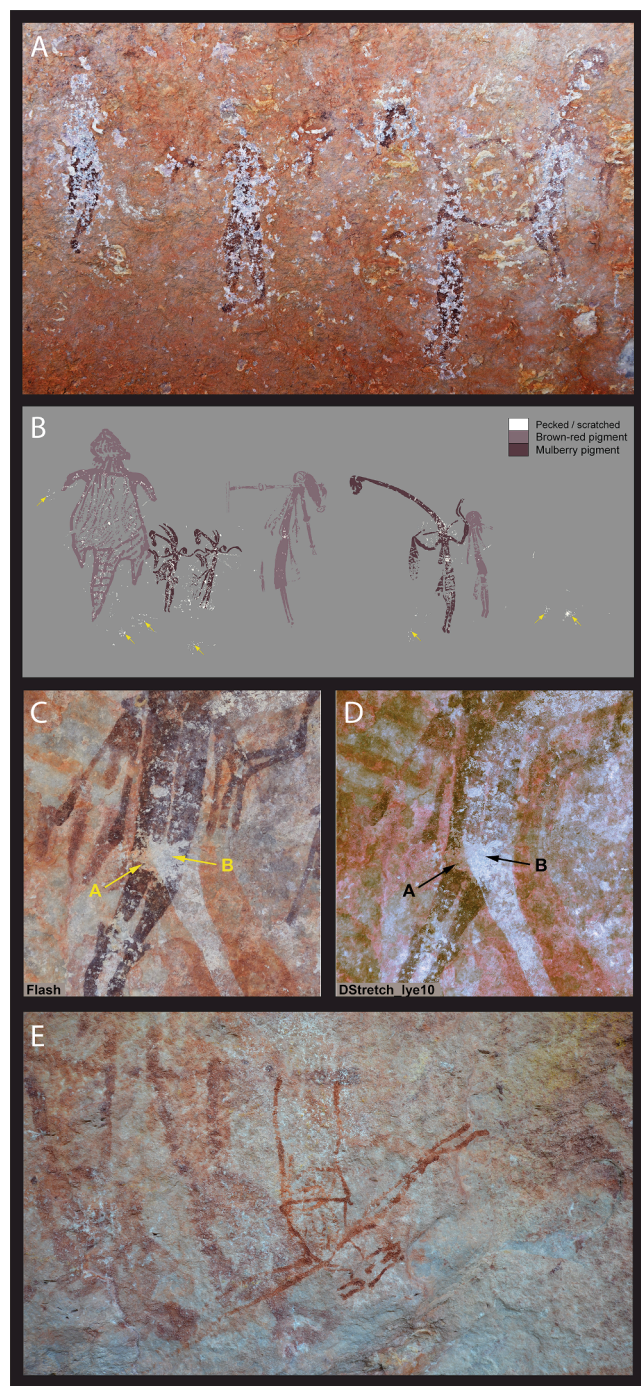 A
B
Pecked / scratched
Brown-red pigment
Mulberry pigment
C
A
B
Flash
D
A
B
DStretch_lye10
E